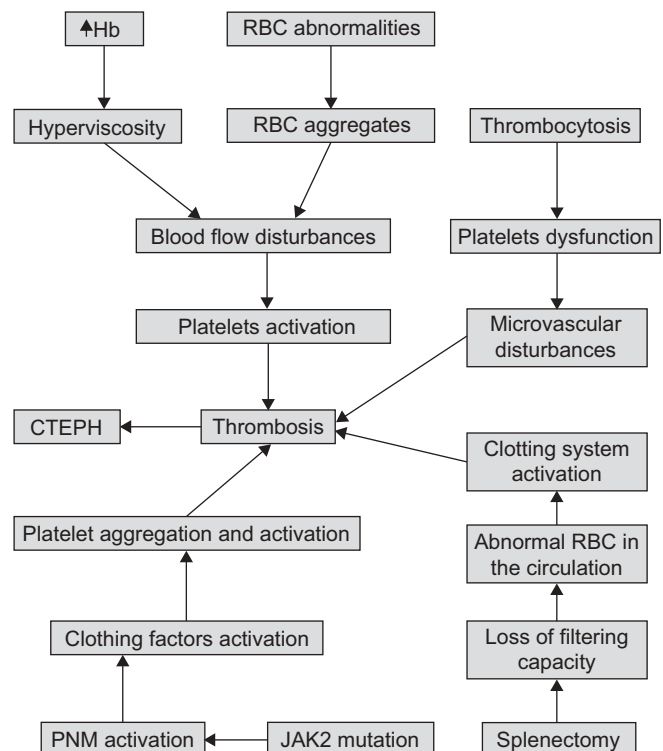 ↑Hb
RBC abnormalities
Hyperviscosity
RBC aggregates
Thrombocytosis
Blood flow disturbances
Platelets dysfunction
Platelets activation
Microvascular
disturbances
CTEPH
Thrombosis
Clotting system
activation
Platelet aggregation and activation
Abnormal RBC in
the circulation
Clothing factors activation
Loss of filtering
capacity
PNM activation
JAK2 mutation
Splenectomy